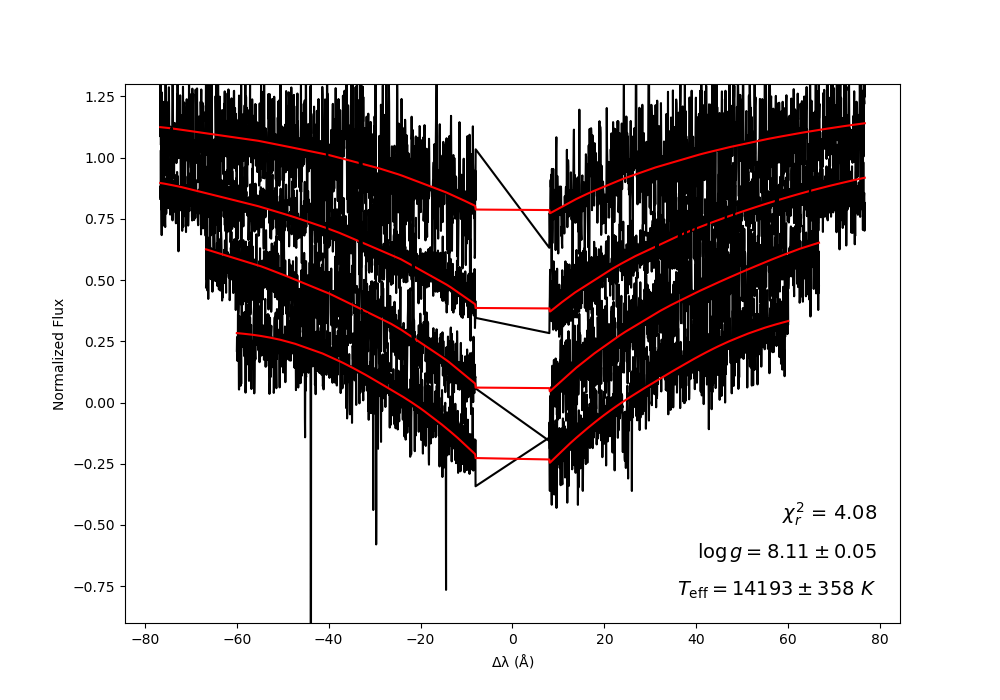 1.25
1.00
0.75
0.50
0.25
0.00
−0.25
−0.50
−0.75
Normalized Flux
χ²ᵣ = 4.08
log g = 8.11 ± 0.05
T_eff = 14193 ± 358 K
−80 −60 −40 −20 0 20 40 60 80
Δλ (Å)